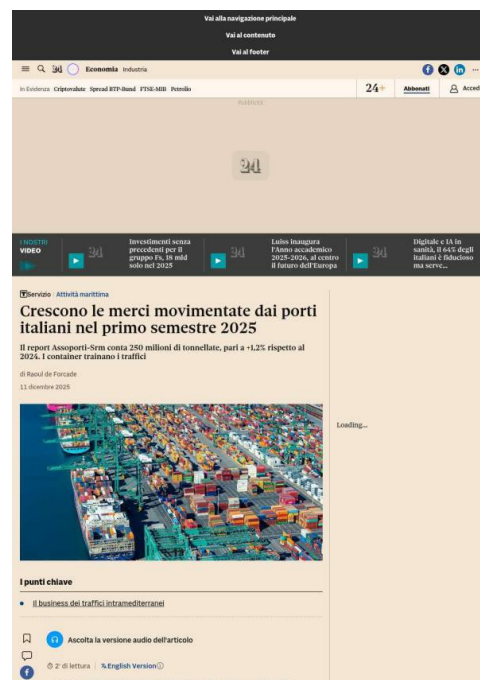 Vai alla navigazione principale
Vai al contenuto
Vai al footer
24 Economia Industria
In Evidenza Criptovalute Spread BTP-Bund FTSE-MIB Petrolio
24+ Abbonati Accedi
PUBBLICITÀ
24
I NOSTRI
VIDEO
24
Investimenti senza
precedenti per il
gruppo Fs, 18 mld
solo nel 2025
24
Luiss inaugura
l'Anno accademico
2025-2026, al centro
il futuro dell'Europa
24
Digitale e IA in
sanità, il 64% degli
italiani è fiducioso
ma serve...
Servizio | Attività marittima
Crescono le merci movimentate dai porti
italiani nel primo semestre 2025
Il report Assoporti-Srm conta 250 milioni di tonnellate, pari a +1,2% rispetto al
2024. I container trainano i traffici
di Raoul de Forcade
11 dicembre 2025
Loading...
I punti chiave
Il business dei traffici intramediterranei
Ascolta la versione audio dell'articolo
2' di lettura | English Version